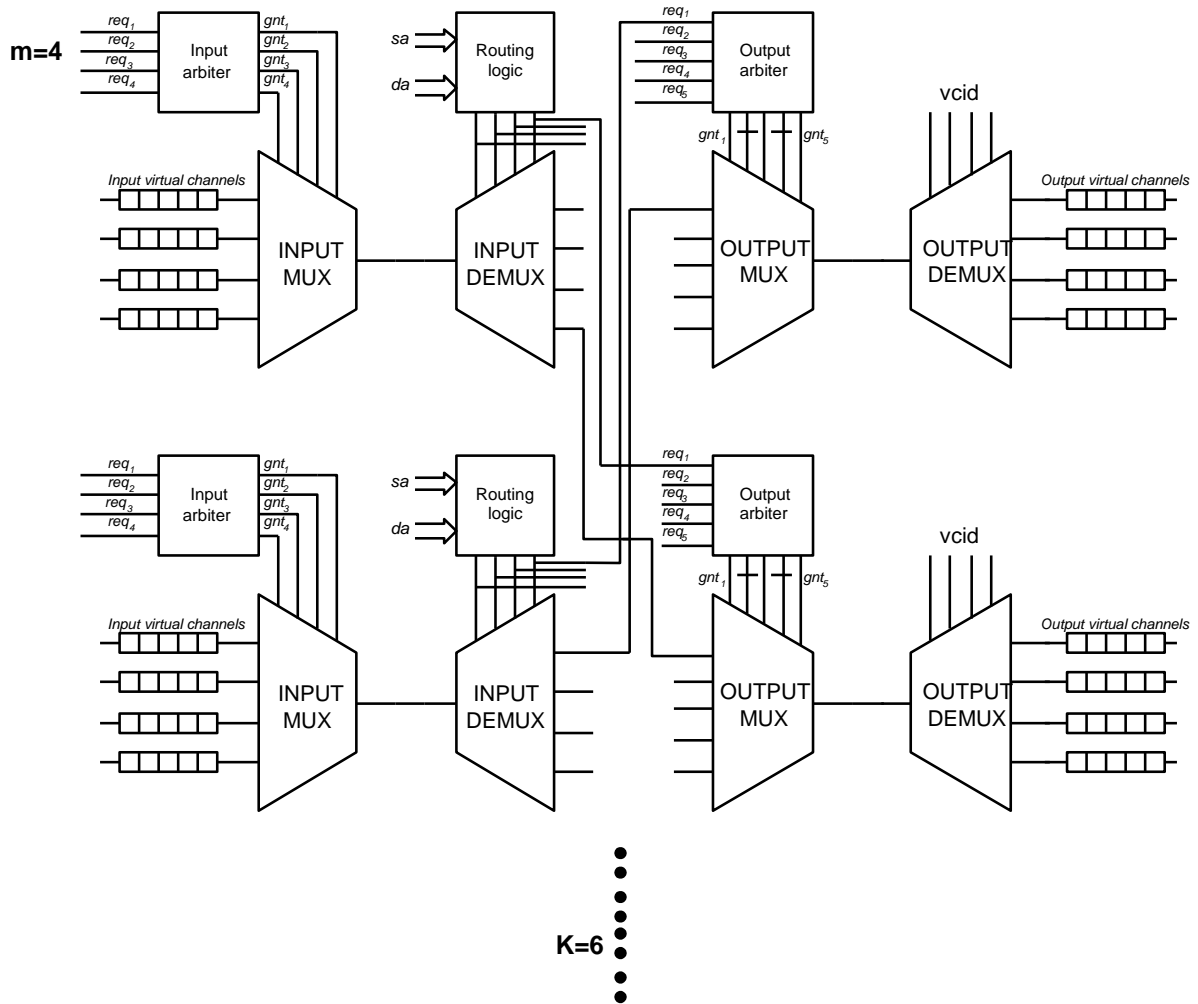 m=4
req1
req2
req3
req4
Input
arbiter
gnt1
gnt2
gnt3
gnt4
sa
da
Routing
logic
req1
req2
req3
req4
req5
Output
arbiter
gnt1
gnt5
vcid
Input virtual channels
INPUT
MUX
INPUT
DEMUX
OUTPUT
MUX
OUTPUT
DEMUX
Output virtual channels
req1
req2
req3
req4
Input
arbiter
gnt1
gnt2
gnt3
gnt4
sa
da
Routing
logic
req1
req2
req3
req4
req5
Output
arbiter
gnt1
gnt5
vcid
Input virtual channels
INPUT
MUX
INPUT
DEMUX
OUTPUT
MUX
OUTPUT
DEMUX
Output virtual channels
K=6